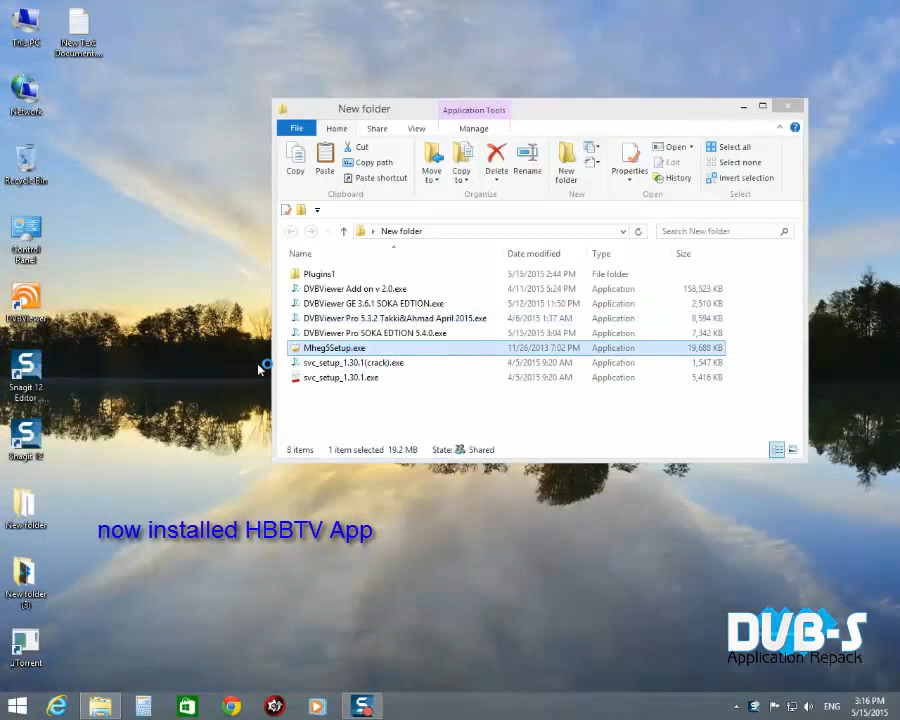 This PC
New Text Documen...
Network
Recycle Bin
Control Panel
DVBViewer
Snagit 12 Editor
Snagit 12
New folder
New folder (3)
uTorrent
New folder
Application Tools
File
Home
Share
View
Manage
Copy
Paste
Cut
Copy path
Paste shortcut
Clipboard
Move to
Copy to
Delete
Rename
Organize
New folder
New
Properties
Open
Edit
History
Open
Select all
Select none
Invert selection
Select
New folder
Search New folder
Name Date modified Type Size
Plugins1 5/15/2015 2:44 PM File folder
DVBViewer Add on v 2.0.exe 4/11/2015 5:24 PM Application 158,523 KB
DVBViewer GE 3.6.1 SOKA EDTION.exe 5/12/2015 11:50 PM Application 2,510 KB
DVBViewer Pro 5.3.2 Takki&Ahmad April 2015.exe 4/6/2015 1:37 AM Application 8,594 KB
DVBViewer Pro SOKA EDTION 5.4.0.exe 5/15/2015 3:04 PM Application 7,342 KB
Mheg5Setup.exe 11/26/2013 7:02 PM Application 19,688 KB
svc_setup_1.30.1(crack).exe 4/5/2015 9:20 AM Application 1,547 KB
svc_setup_1.30.1.exe 4/5/2015 9:20 AM Application 5,416 KB
8 items 1 item selected 19.2 MB State: Shared
now installed HBBTV App
DVB-S
Application Repack
ENG
3:16 PM
5/15/2015